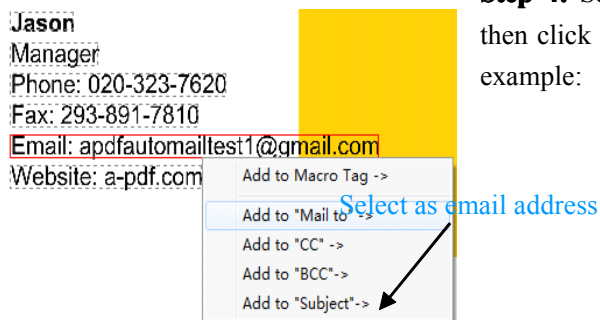 Jason
Manager
Phone: 020-323-7620
Fax: 293-891-7810
Email: apdfautomailtest1@gmail.com
Website: a-pdf.com
then click
example:
Add to Macro Tag ->
Add to "Mail to" ->
Select as email address
Add to "CC" ->
Add to "BCC"->
Add to "Subject"->